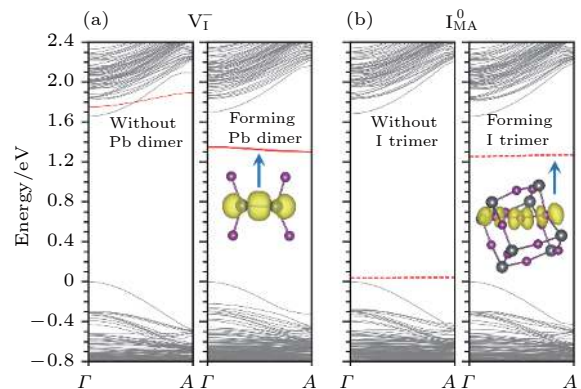 (a) V_I^- (b) I_MA^0
2.4
2.0
1.6
1.2
0.8
0.4
0
−0.4
−0.8
Energy/eV
Without
Pb dimer
Forming
Pb dimer
Without
I trimer
Forming
I trimer
Γ A Γ A Γ A Γ A